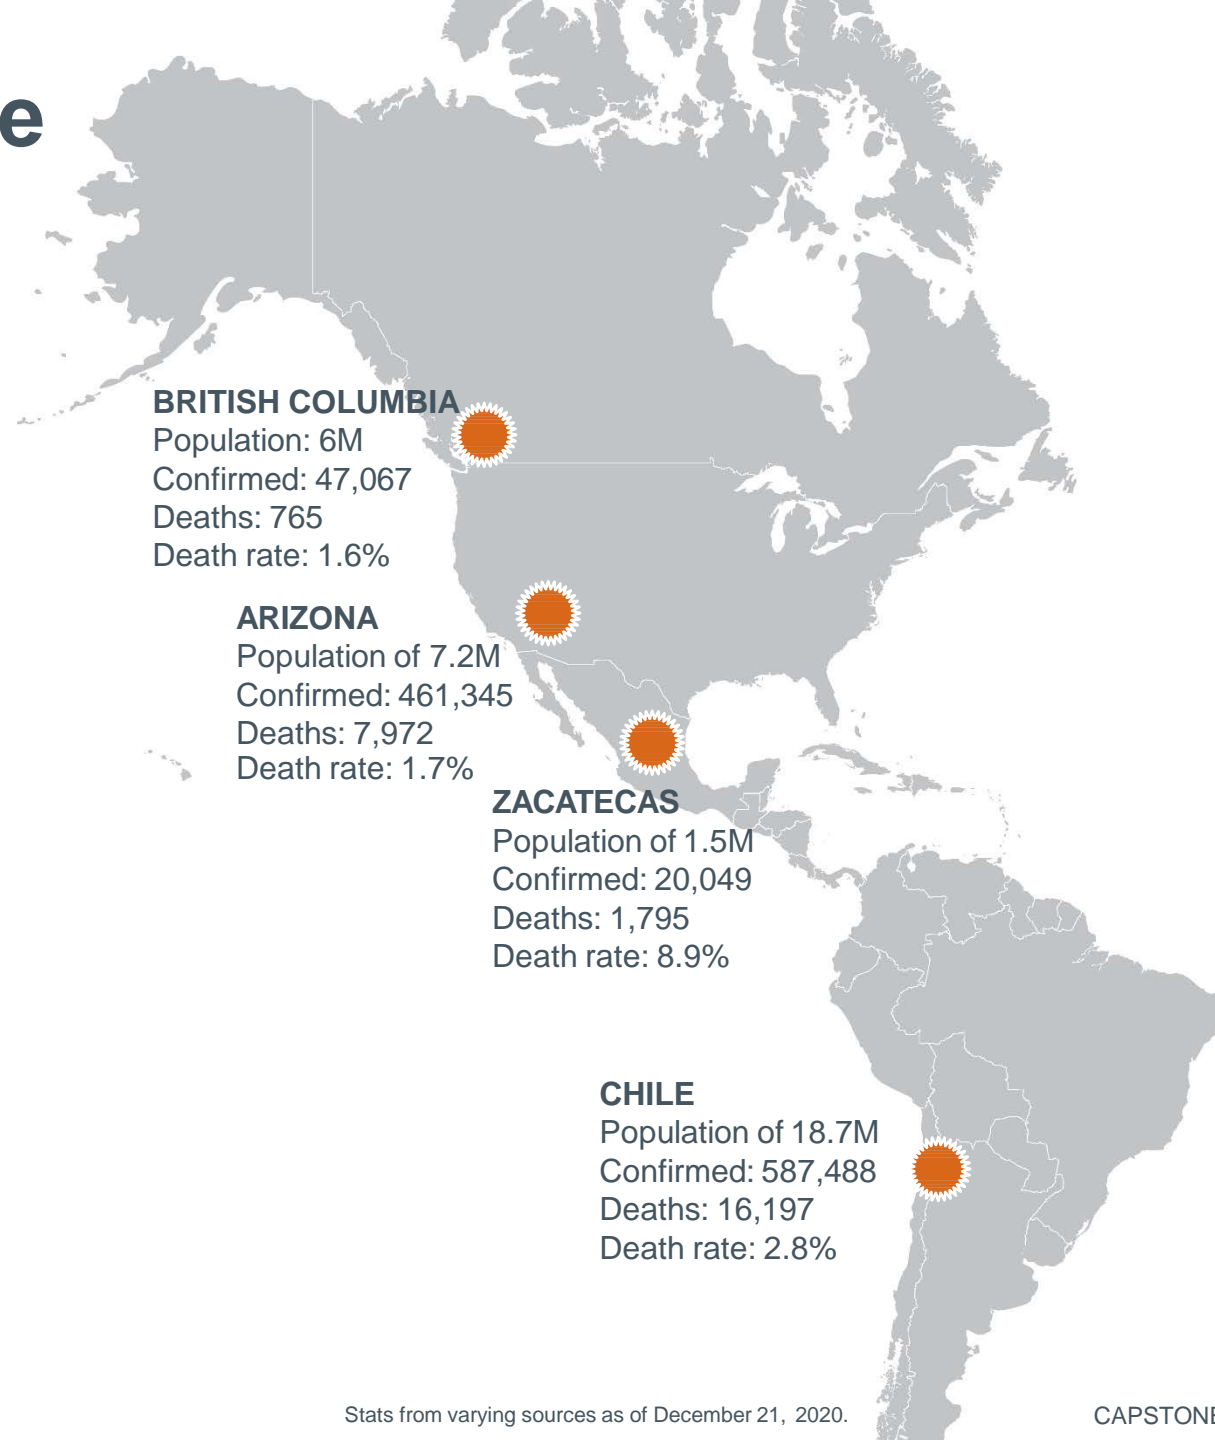 e
BRITISH COLUMBIA
Population: 6M
Confirmed: 47,067
Deaths: 765
Death rate: 1.6%
ARIZONA
Population of 7.2M
Confirmed: 461,345
Deaths: 7,972
Death rate: 1.7%
ZACATECAS
Population of 1.5M
Confirmed: 20,049
Deaths: 1,795
Death rate: 8.9%
CHILE
Population of 18.7M
Confirmed: 587,488
Deaths: 16,197
Death rate: 2.8%
Stats from varying sources as of December 21, 2020.
CAPSTONE